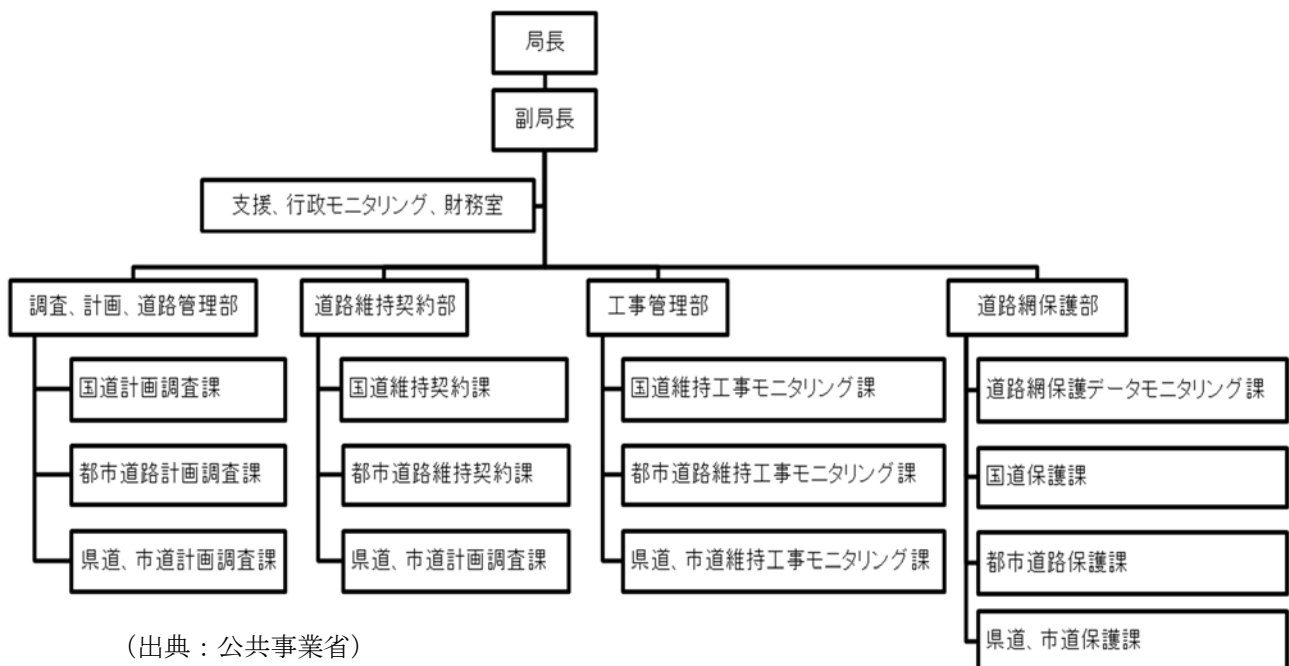 局長
副局長
支援、行政モニタリング、財務室
調査、計画、道路管理部
道路維持契約部
工事管理部
道路網保護部
国道計画調査課
都市道路計画調査課
県道、市道計画調査課
国道維持契約課
都市道路維持契約課
県道、市道計画調査課
国道維持工事モニタリング課
都市道路維持工事モニタリング課
県道、市道維持工事モニタリング課
道路網保護データモニタリング課
国道保護課
都市道路保護課
県道、市道保護課
（出典：公共事業省）